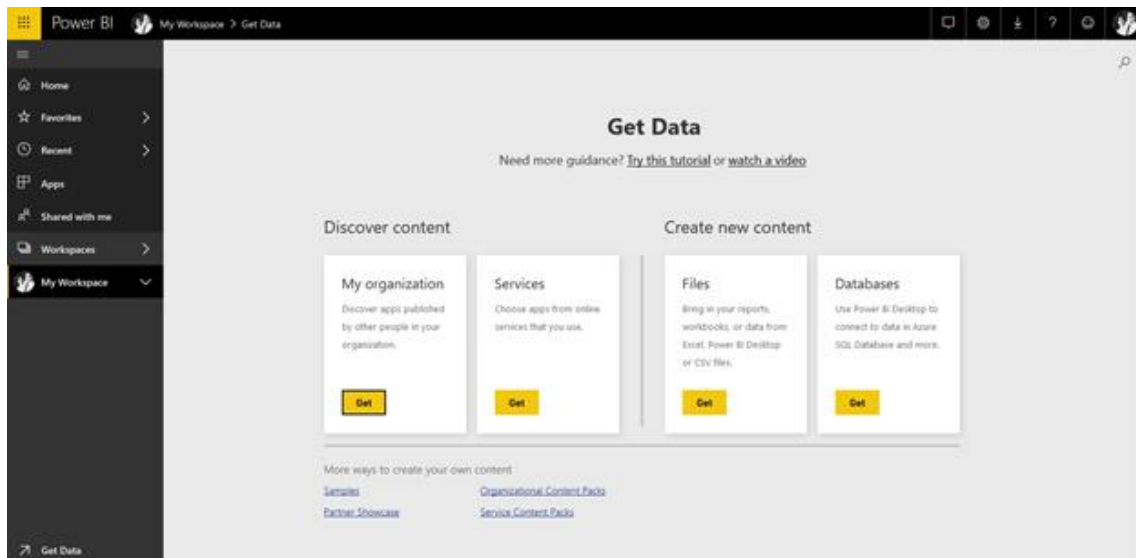 Power BI My Workspace > Get Data
Home
Favorites
Recent
Apps
Shared with me
Workspaces
My Workspace
Get Data
Get Data
Need more guidance? Try this tutorial or watch a video
Discover content
My organization
Discover apps published
by other people in your
organization.
Get
Services
Choose apps from online
services that you use.
Get
Create new content
Files
Bring in your reports,
workbooks, or data from
Excel, Power BI Desktop
or CSV files.
Get
Databases
Use Power BI Desktop to
connect to data in Azure
SQL Database and more.
Get
More ways to create your own content
Samples
Organizational Content Packs
Partner Showcase
Service Content Packs